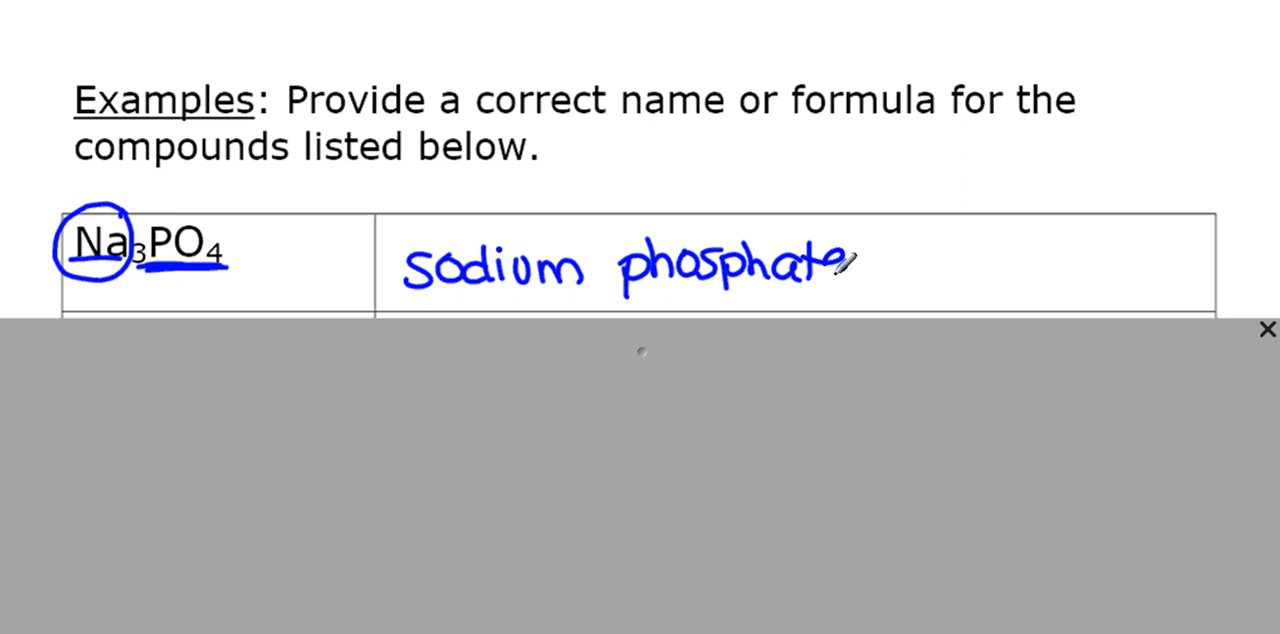 Examples: Provide a correct name or formula for the
compounds listed below.
Na₃PO₄ sodium phosphate